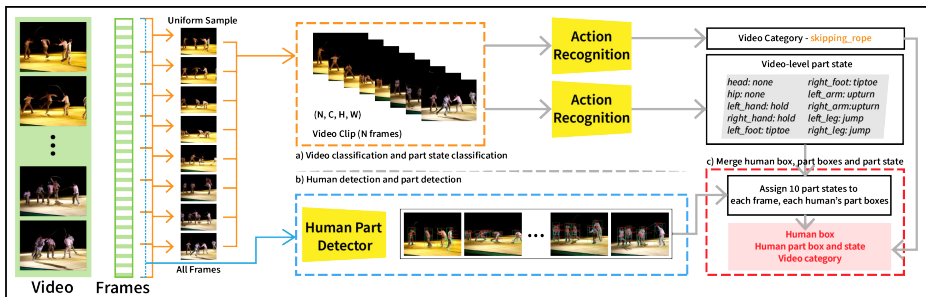 Uniform Sample
Video
Frames
All Frames
(N, C, H, W)
Video Clip (N frames)
a) Video classification and part state classification
Action
Recognition
Action
Recognition
Video Category - skipping_rope
Video-level part state
head: none right_foot: tiptoe
hip: none left_arm: upturn
left_hand: hold right_arm:upturn
right_hand: hold left_leg: jump
left_foot: tiptoe right_leg: jump
b) Human detection and part detection
Human Part
Detector
c) Merge human box, part boxes and part state
Assign 10 part states to
each frame, each human's part boxes
Human box
Human part box and state
Video category